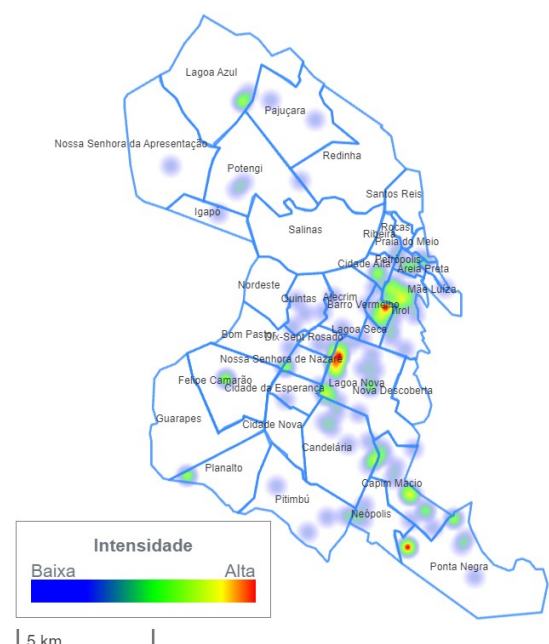 Lagoa Azul
Pajuçara
Nossa Senhora da Apresentação
Redinha
Potengi
Santos Reis
Igapó
Salinas
Rocas
Ribeira
Praia do Meio
Petrópolis
Cidade Alta
Areia Preta
Nordeste
Mãe Luíza
Quintas
Alecrim
Barro Vermelho
Tirol
Lagoa Seca
Bom Pastor
Dix-Sept Rosado
Nossa Senhora de Nazaré
Felipe Camarão
Cidade da Esperança
Lagoa Nova
Nova Descoberta
Guarapes
Cidade Nova
Candelária
Planalto
Capim Macio
Pitimbú
Neópolis
Ponta Negra
Intensidade
Baixa Alta
5 km